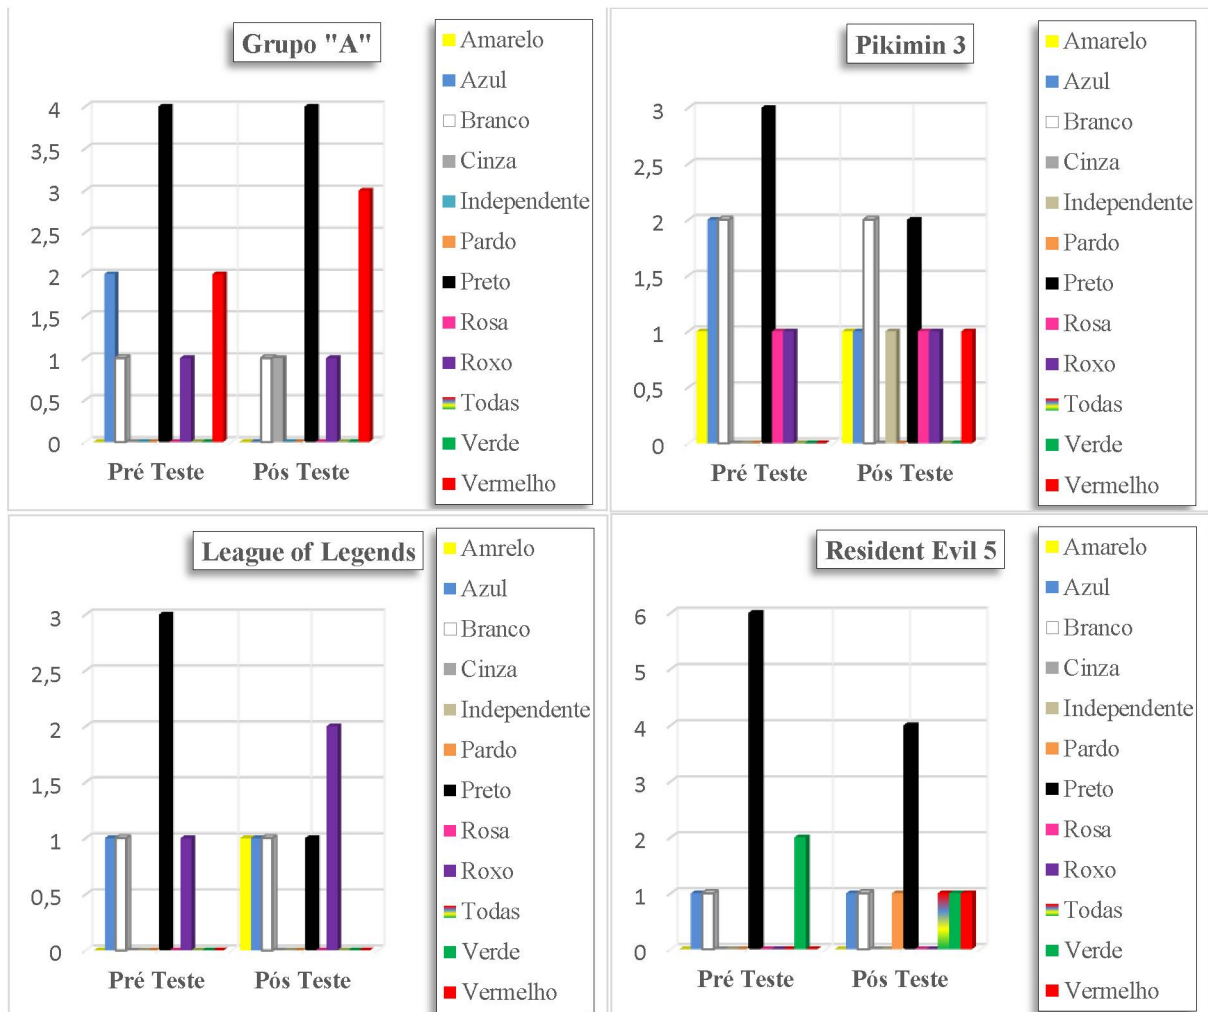 Grupo "A"
4
3,5
3
2,5
2
1,5
1
0,5
0
Pré Teste
Pós Teste
Amarelo
Azul
Branco
Cinza
Independente
Pardo
Preto
Rosa
Roxo
Todas
Verde
Vermelho
Pikimin 3
3
2,5
2
1,5
1
0,5
0
Pré Teste
Pós Teste
Amarelo
Azul
Branco
Cinza
Independente
Pardo
Preto
Rosa
Roxo
Todas
Verde
Vermelho
League of Legends
3
2,5
2
1,5
1
0,5
0
Pré Teste
Pós Teste
Amrelo
Azul
Branco
Cinza
Independente
Pardo
Preto
Rosa
Roxo
Todas
Verde
Vermelho
Resident Evil 5
6
5
4
3
2
1
0
Pré Teste
Pós Teste
Amarelo
Azul
Branco
Cinza
Independente
Pardo
Preto
Rosa
Roxo
Todas
Verde
Vermelho